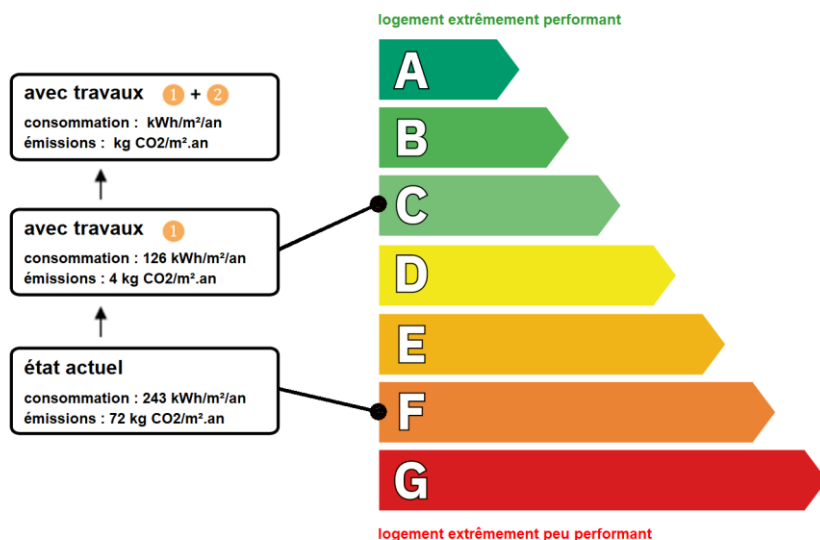 logement extrêmement performant
avec travaux 1 + 2
consommation : kWh/m²/an
émissions : kg CO2/m².an
avec travaux 1
consommation : 126 kWh/m²/an
émissions : 4 kg CO2/m².an
état actuel
consommation : 243 kWh/m²/an
émissions : 72 kg CO2/m².an
A
B
C
D
E
F
G
logement extrêmement peu performant